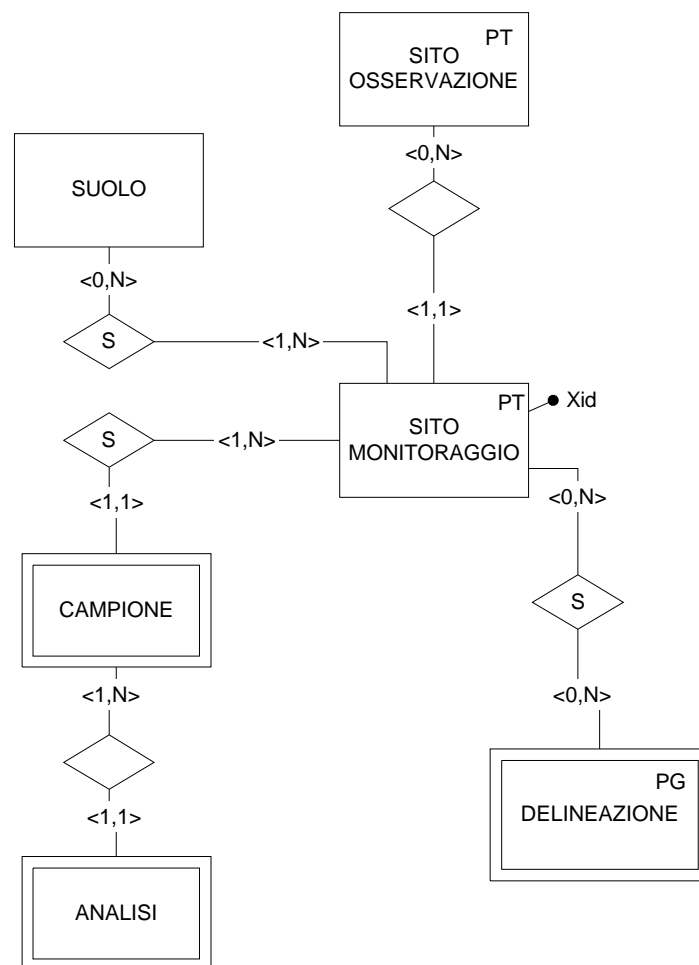 PT
SITO
OSSERVAZIONE
<0,N>
SUOLO
<0,N>
<1,1>
S
<1,N>
PT
Xid
SITO
MONITORAGGIO
S
<1,N>
<1,1>
<0,N>
CAMPIONE
S
<1,N>
<0,N>
PG
DELINEAZIONE
<1,1>
ANALISI